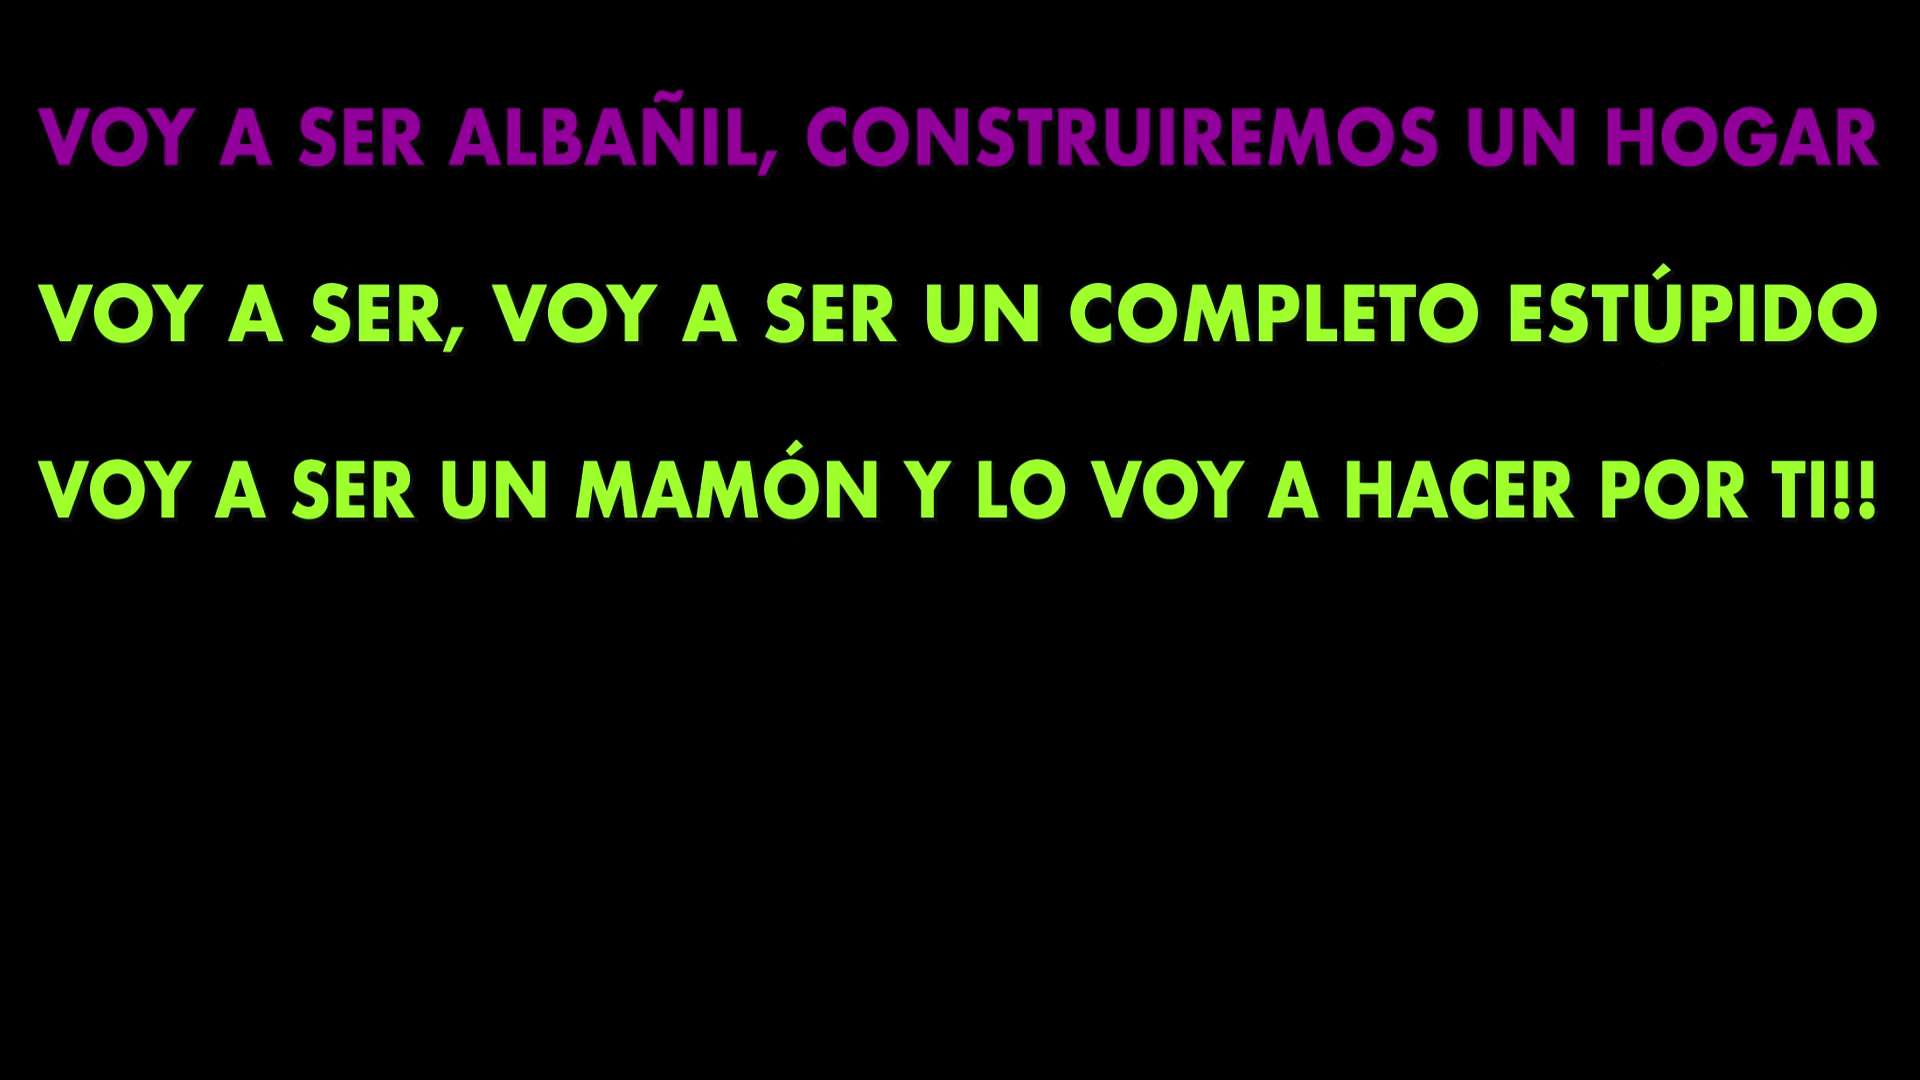 VOY A SER ALBAÑIL, CONSTRUIREMOS UN HOGAR
VOY A SER, VOY A SER UN COMPLETO ESTÚPIDO
VOY A SER UN MAMÓN Y LO VOY A HACER POR TI!!